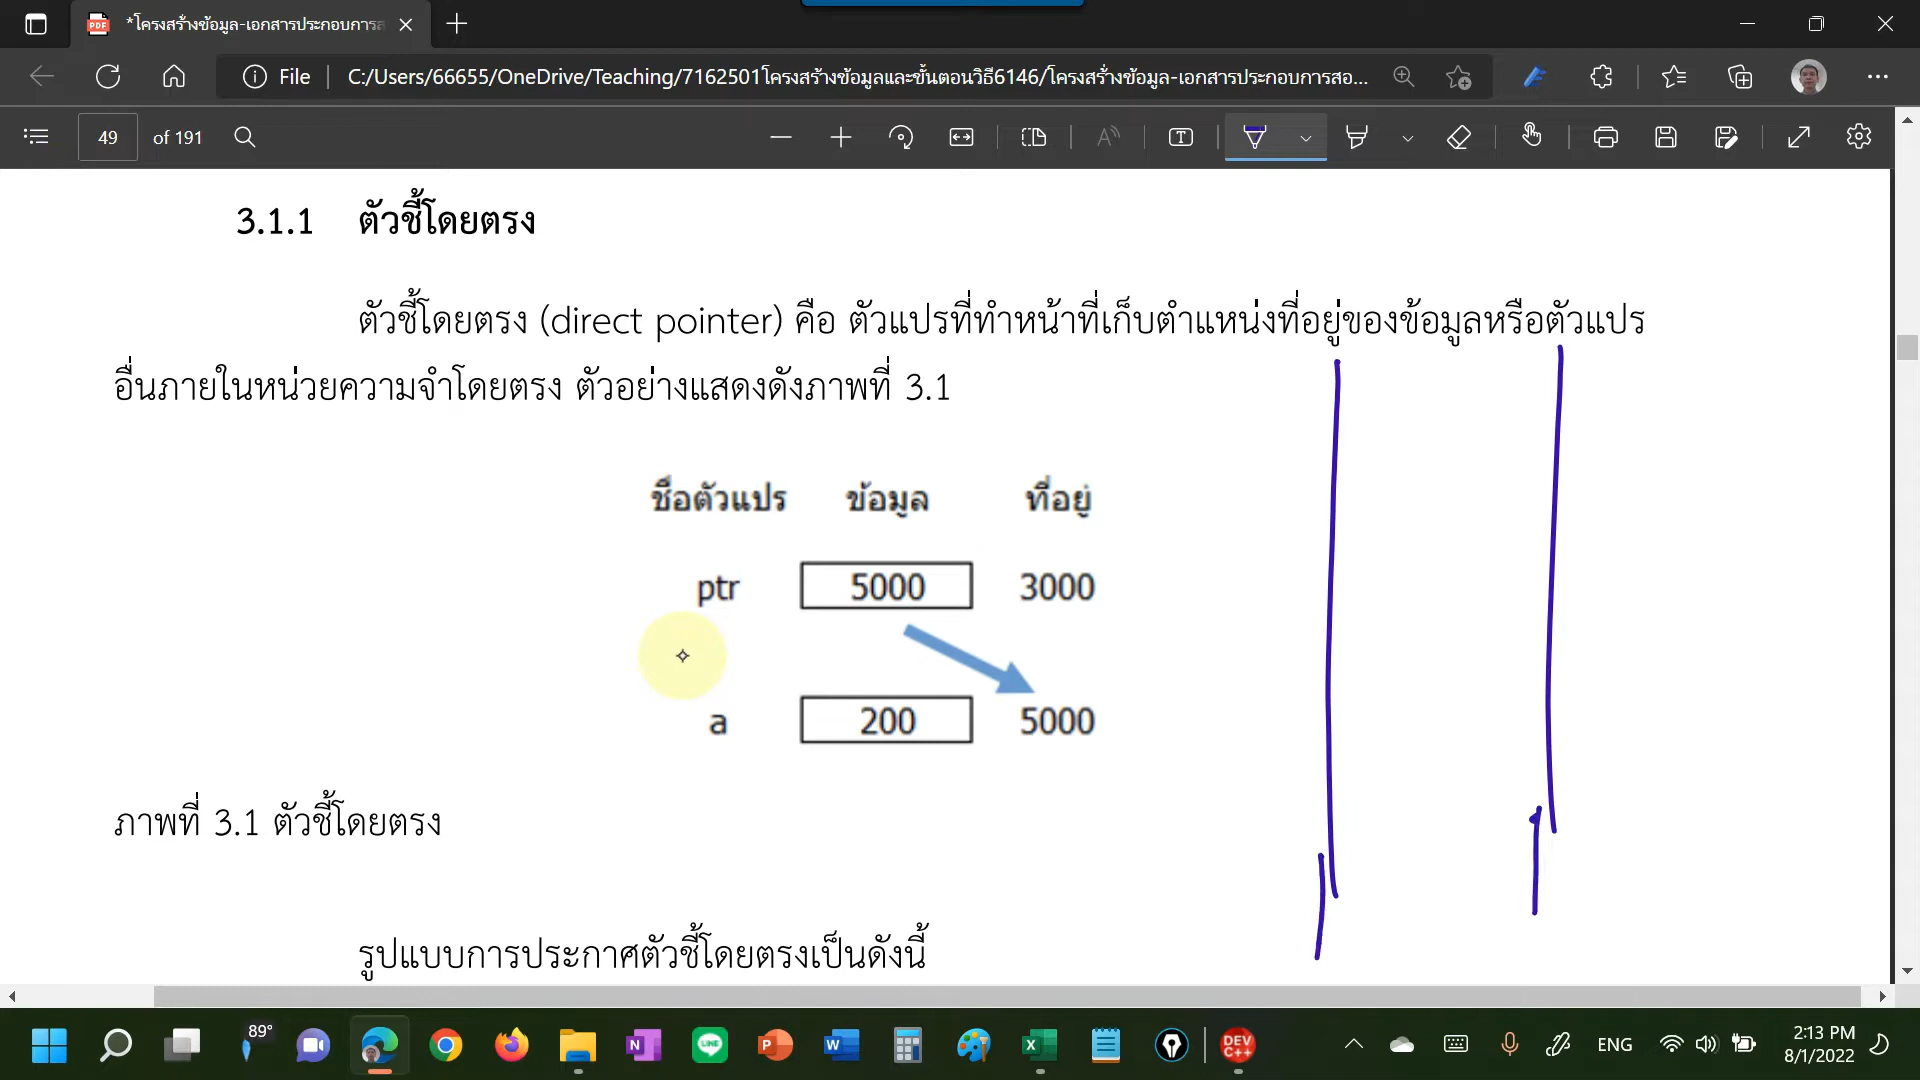 *โครงสร้างข้อมูล-เอกสารประกอบการส
File
C:/Users/66655/OneDrive/Teaching/7162501โครงสร้างข้อมูลและขั้นตอนวิธี6146/โครงสร้างข้อมูล-เอกสารประกอบการสอ...
49 of 191
3.1.1 ตัวชี้โดยตรง
ตัวชี้โดยตรง (direct pointer) คือ ตัวแปรที่ทำหน้าที่เก็บตำแหน่งที่อยู่ของข้อมูลหรือตัวแปร
อื่นภายในหน่วยความจำโดยตรง ตัวอย่างแสดงดังภาพที่ 3.1
ชื่อตัวแปร ข้อมูล ที่อยู่
ptr 5000 3000
a 200 5000
ภาพที่ 3.1 ตัวชี้โดยตรง
รูปแบบการประกาศตัวชี้โดยตรงเป็นดังนี้
89°
ENG
2:13 PM
8/1/2022